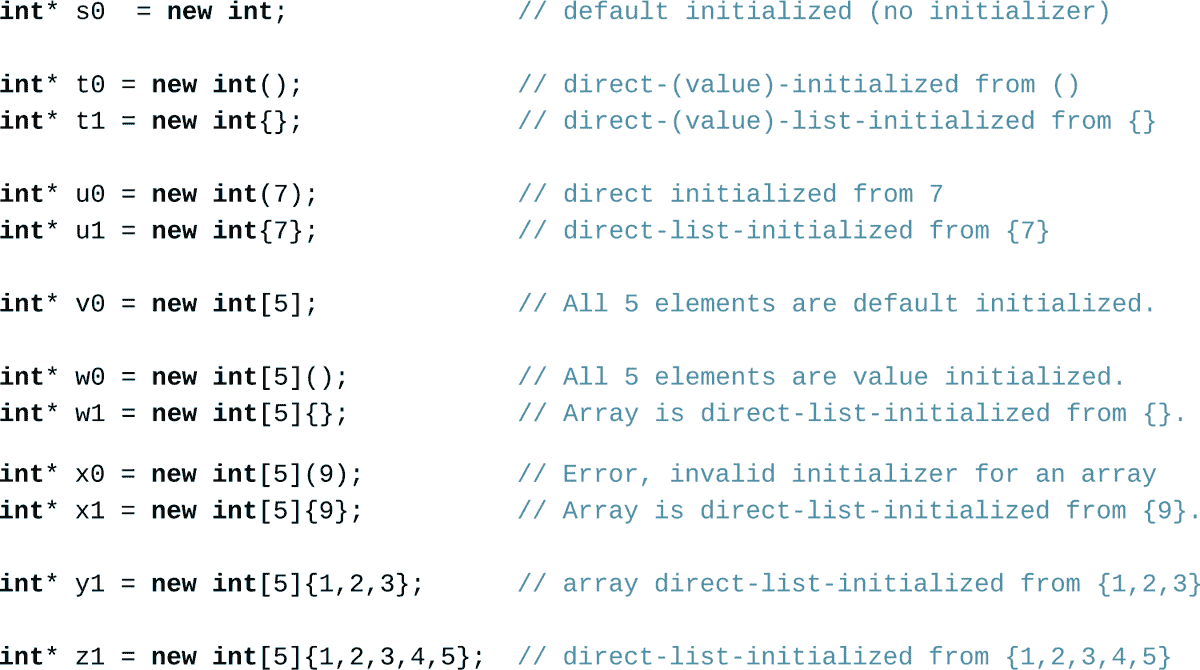 int* s0  = new int;               // default initialized (no initializer)
int* t0 = new int();              // direct-(value)-initialized from ()
int* t1 = new int{};              // direct-(value)-list-initialized from {}
int* u0 = new int(7);             // direct initialized from 7
int* u1 = new int{7};             // direct-list-initialized from {7}
int* v0 = new int[5];             // All 5 elements are default initialized.
int* w0 = new int[5]();           // All 5 elements are value initialized.
int* w1 = new int[5]{};           // Array is direct-list-initialized from {}.
int* x0 = new int[5](9);          // Error, invalid initializer for an array
int* x1 = new int[5]{9};          // Array is direct-list-initialized from {9}.
int* y1 = new int[5]{1,2,3};      // array direct-list-initialized from {1,2,3}
int* z1 = new int[5]{1,2,3,4,5};  // direct-list-initialized from {1,2,3,4,5}